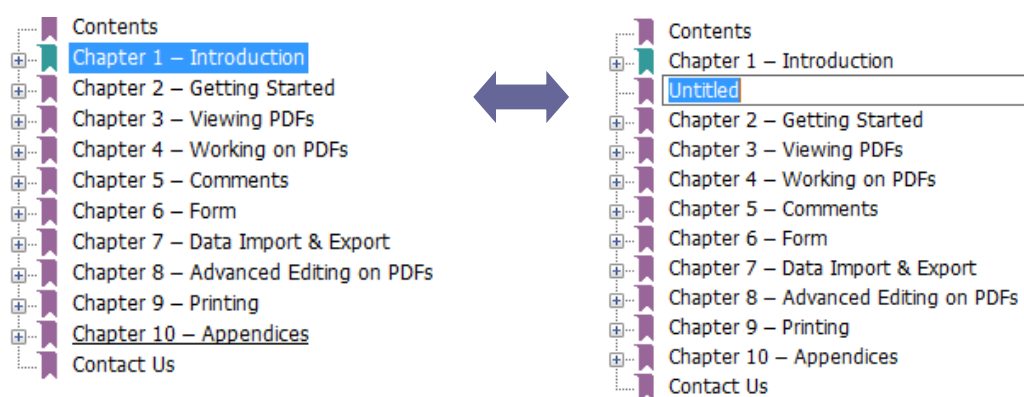 Contents
Chapter 1 – Introduction
Chapter 2 – Getting Started
Chapter 3 – Viewing PDFs
Chapter 4 – Working on PDFs
Chapter 5 – Comments
Chapter 6 – Form
Chapter 7 – Data Import & Export
Chapter 8 – Advanced Editing on PDFs
Chapter 9 – Printing
Chapter 10 – Appendices
Contact Us
Contents
Chapter 1 – Introduction
Untitled
Chapter 2 – Getting Started
Chapter 3 – Viewing PDFs
Chapter 4 – Working on PDFs
Chapter 5 – Comments
Chapter 6 – Form
Chapter 7 – Data Import & Export
Chapter 8 – Advanced Editing on PDFs
Chapter 9 – Printing
Chapter 10 – Appendices
Contact Us